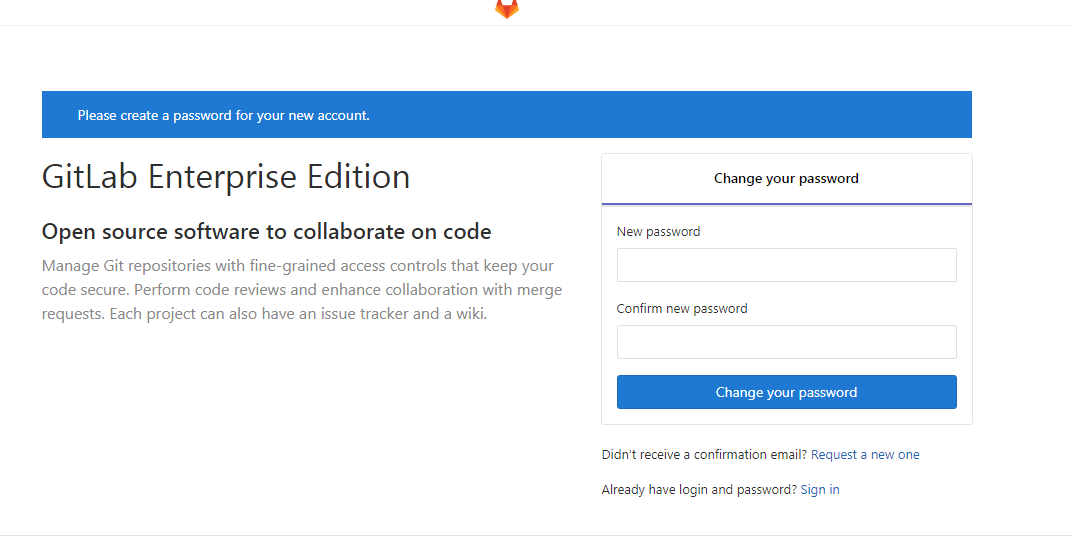 Please create a password for your new account.
GitLab Enterprise Edition
Open source software to collaborate on code
Manage Git repositories with fine-grained access controls that keep your
code secure. Perform code reviews and enhance collaboration with merge
requests. Each project can also have an issue tracker and a wiki.
Change your password
New password
Confirm new password
Change your password
Didn't receive a confirmation email? Request a new one
Already have login and password? Sign in